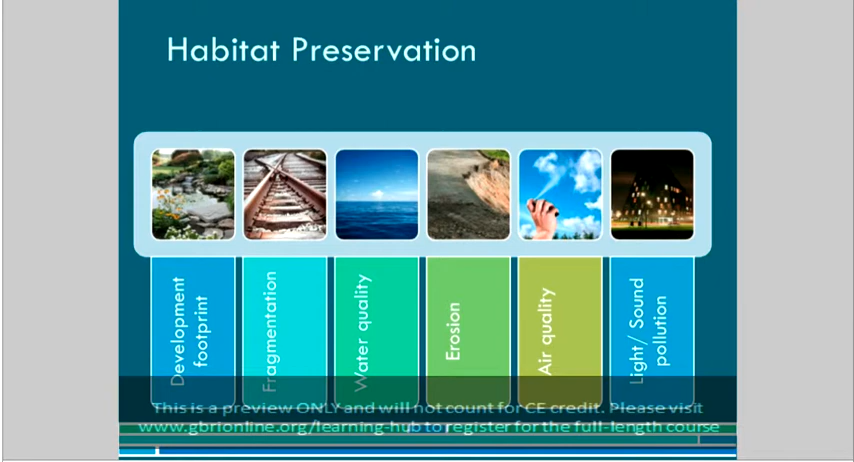 Habitat Preservation
Development
footprint
Fragmentation
Water quality
Erosion
Air quality
Light/ Sound
pollution
This is a preview ONLY and will not count for CE credit. Please visit
www.gbrionline.org/learning-hub to register for the full-length course